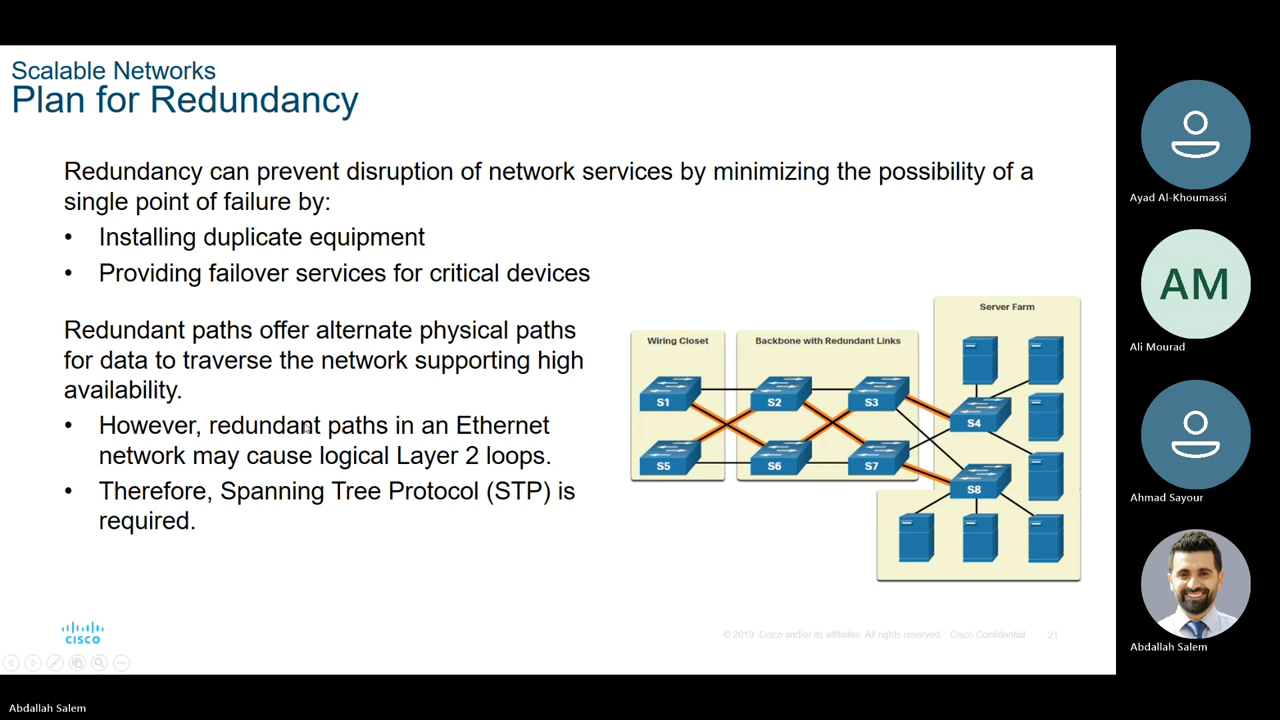 Scalable Networks
Plan for Redundancy
Redundancy can prevent disruption of network services by minimizing the possibility of a
single point of failure by:
• Installing duplicate equipment
• Providing failover services for critical devices
Redundant paths offer alternate physical paths
for data to traverse the network supporting high
availability.
• However, redundant paths in an Ethernet
network may cause logical Layer 2 loops.
• Therefore, Spanning Tree Protocol (STP) is
required.
Server Farm
Wiring Closet
Backbone with Redundant Links
S1
S2
S3
S4
S5
S6
S7
S8
CISCO
© 2019 Cisco and/or its affiliates. All rights reserved. Cisco Confidential
21
Ayad Al-Khoumassi
AM
Ali Mourad
Ahmad Sayour
Abdallah Salem
Abdallah Salem